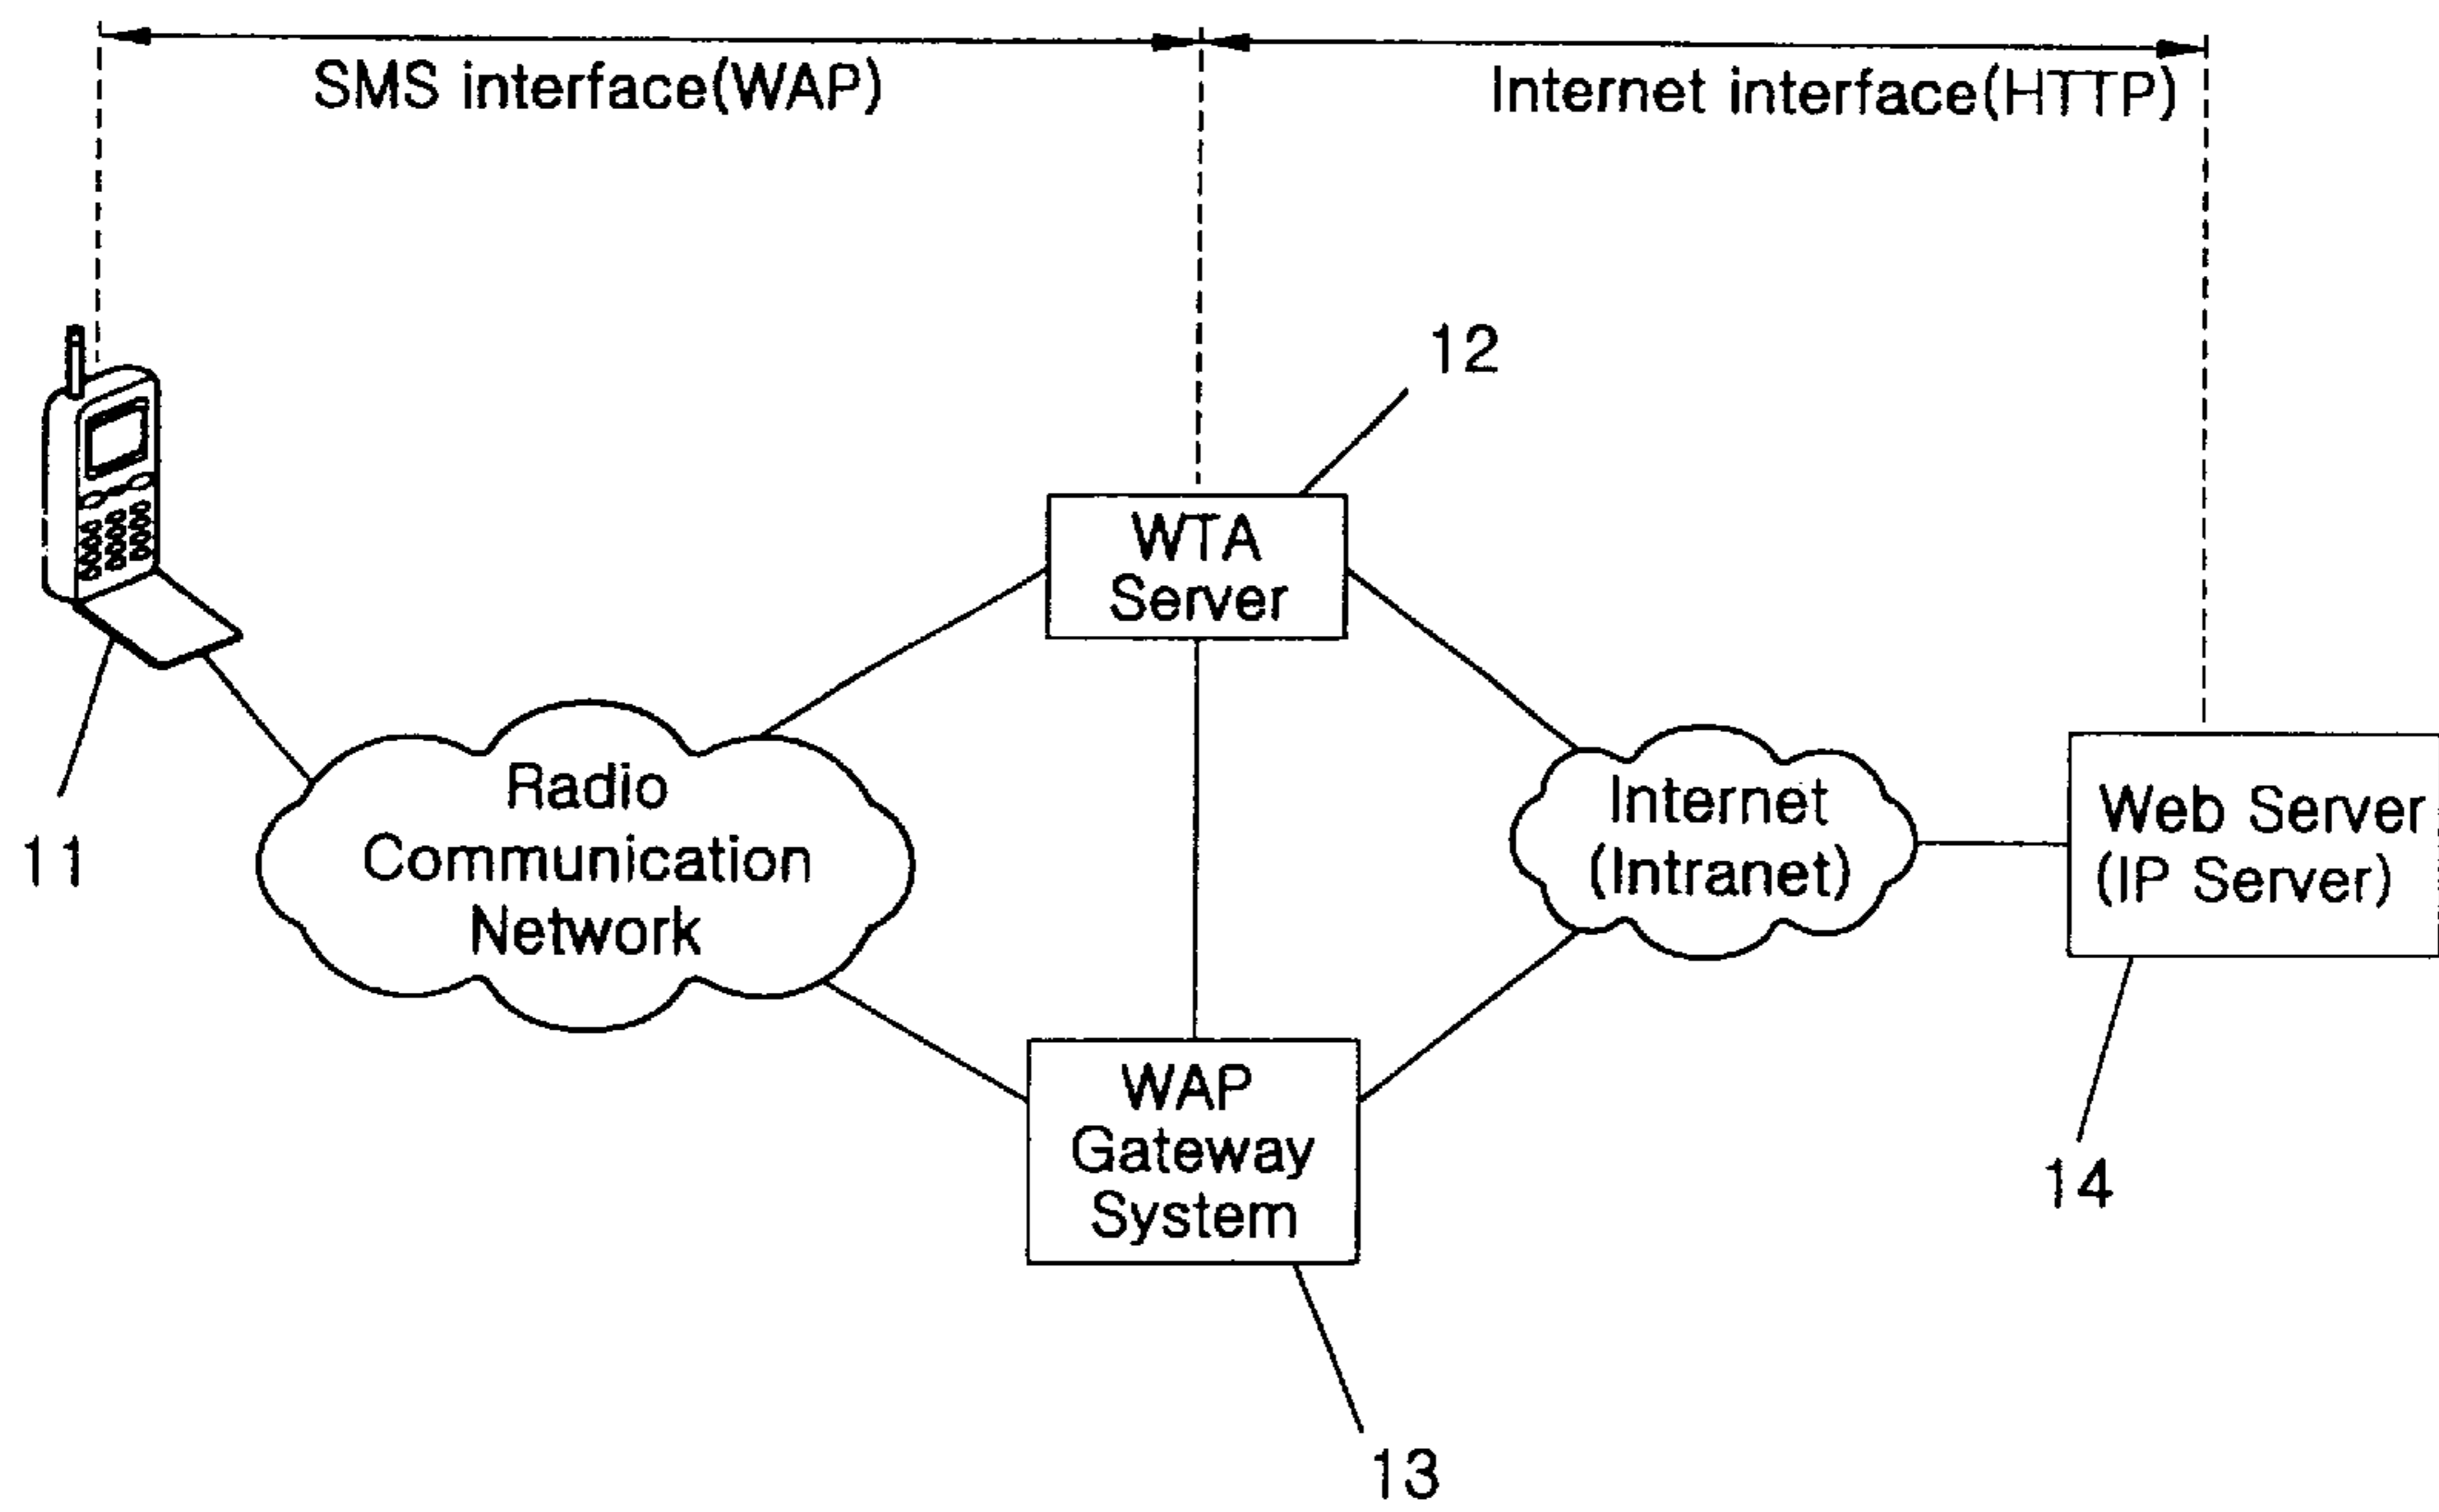 SMS interface(WAP)
Internet interface(HTTP)
12
WTA
Server
11
Radio
Communication
Network
Internet
(Intranet)
Web Server
(IP Server)
WAP
Gateway
System
14
13